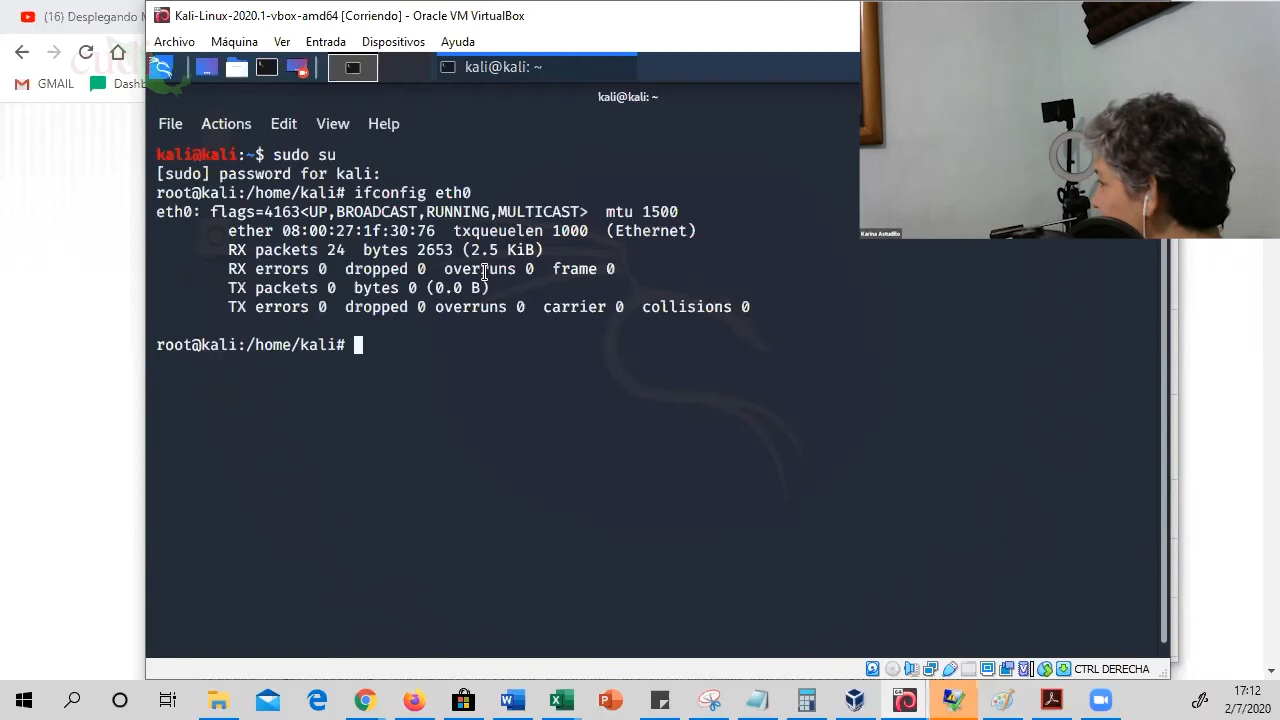 (16) Desplegando M
Kali-Linux-2020.1-vbox-amd64 [Corriendo] - Oracle VM VirtualBox
Archivo Máquina Ver Entrada Dispositivos Ayuda
kali@kali: ~
GMAIL Dashb
kali@kali: ~
File Actions Edit View Help
kali@kali:~$ sudo su
[sudo] password for kali:
root@kali:/home/kali# ifconfig eth0
eth0: flags=4163<UP,BROADCAST,RUNNING,MULTICAST> mtu 1500
ether 08:00:27:1f:30:76 txqueuelen 1000 (Ethernet)
RX packets 24 bytes 2653 (2.5 KiB)
RX errors 0 dropped 0 overruns 0 frame 0
TX packets 0 bytes 0 (0.0 B)
TX errors 0 dropped 0 overruns 0 carrier 0 collisions 0
root@kali:/home/kali#
Karina Astudillo
CTRL DERECHA
17:12
2/7/2020